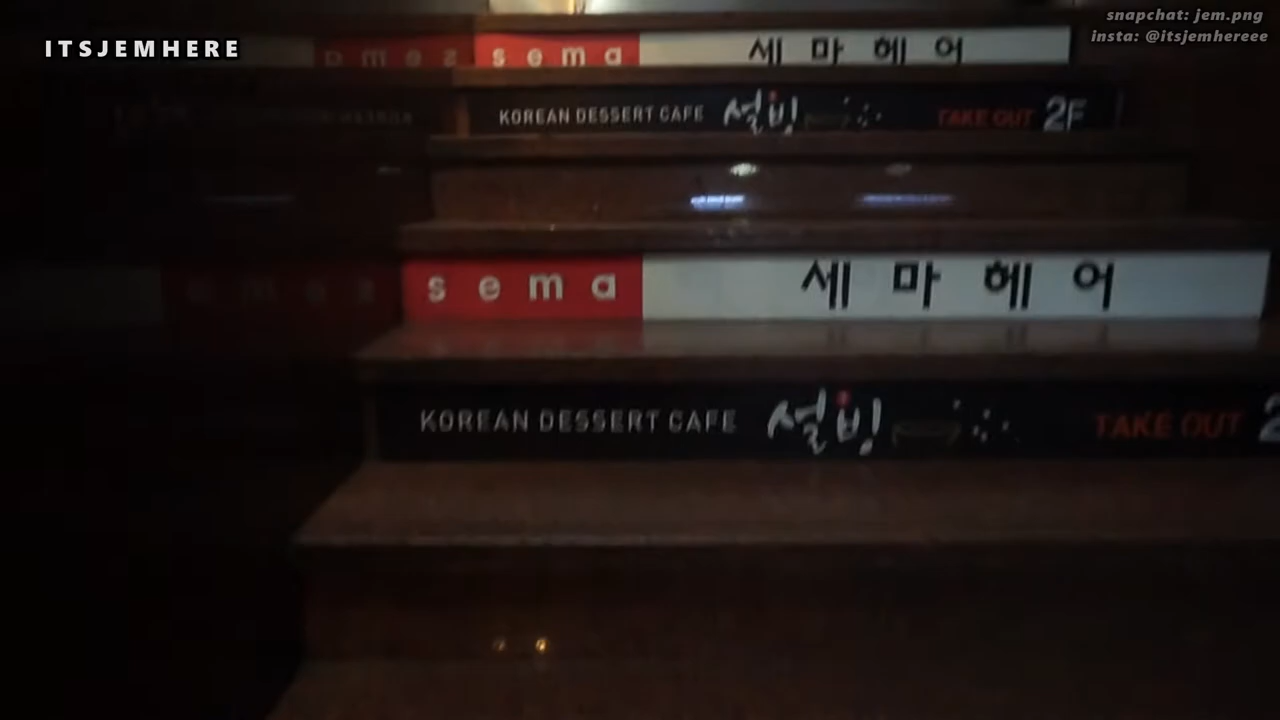 ITSJEMHERE
snapchat: jem.png
insta: @itsjemhereee
sema 세마헤어
KOREAN DESSERT CAFE 설빙 TAKE OUT 2F
sema 세마헤어
KOREAN DESSERT CAFE 설빙 TAKE OUT 2